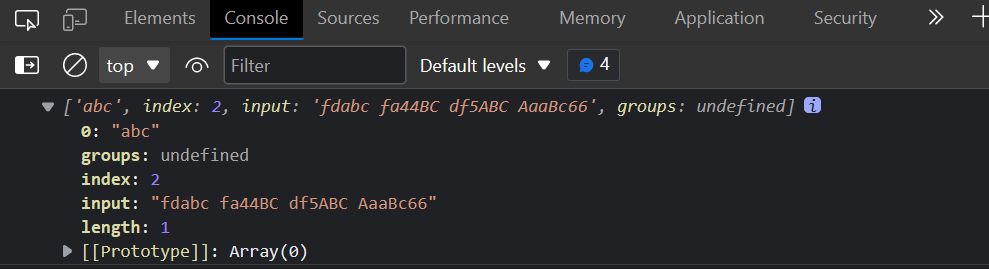 Elements Console Sources Performance Memory Application Security
top Filter Default levels 4
['abc', index: 2, input: 'fdabc fa44BC df5ABC AaaBc66', groups: undefined] i
0: "abc"
groups: undefined
index: 2
input: "fdabc fa44BC df5ABC AaaBc66"
length: 1
[[Prototype]]: Array(0)